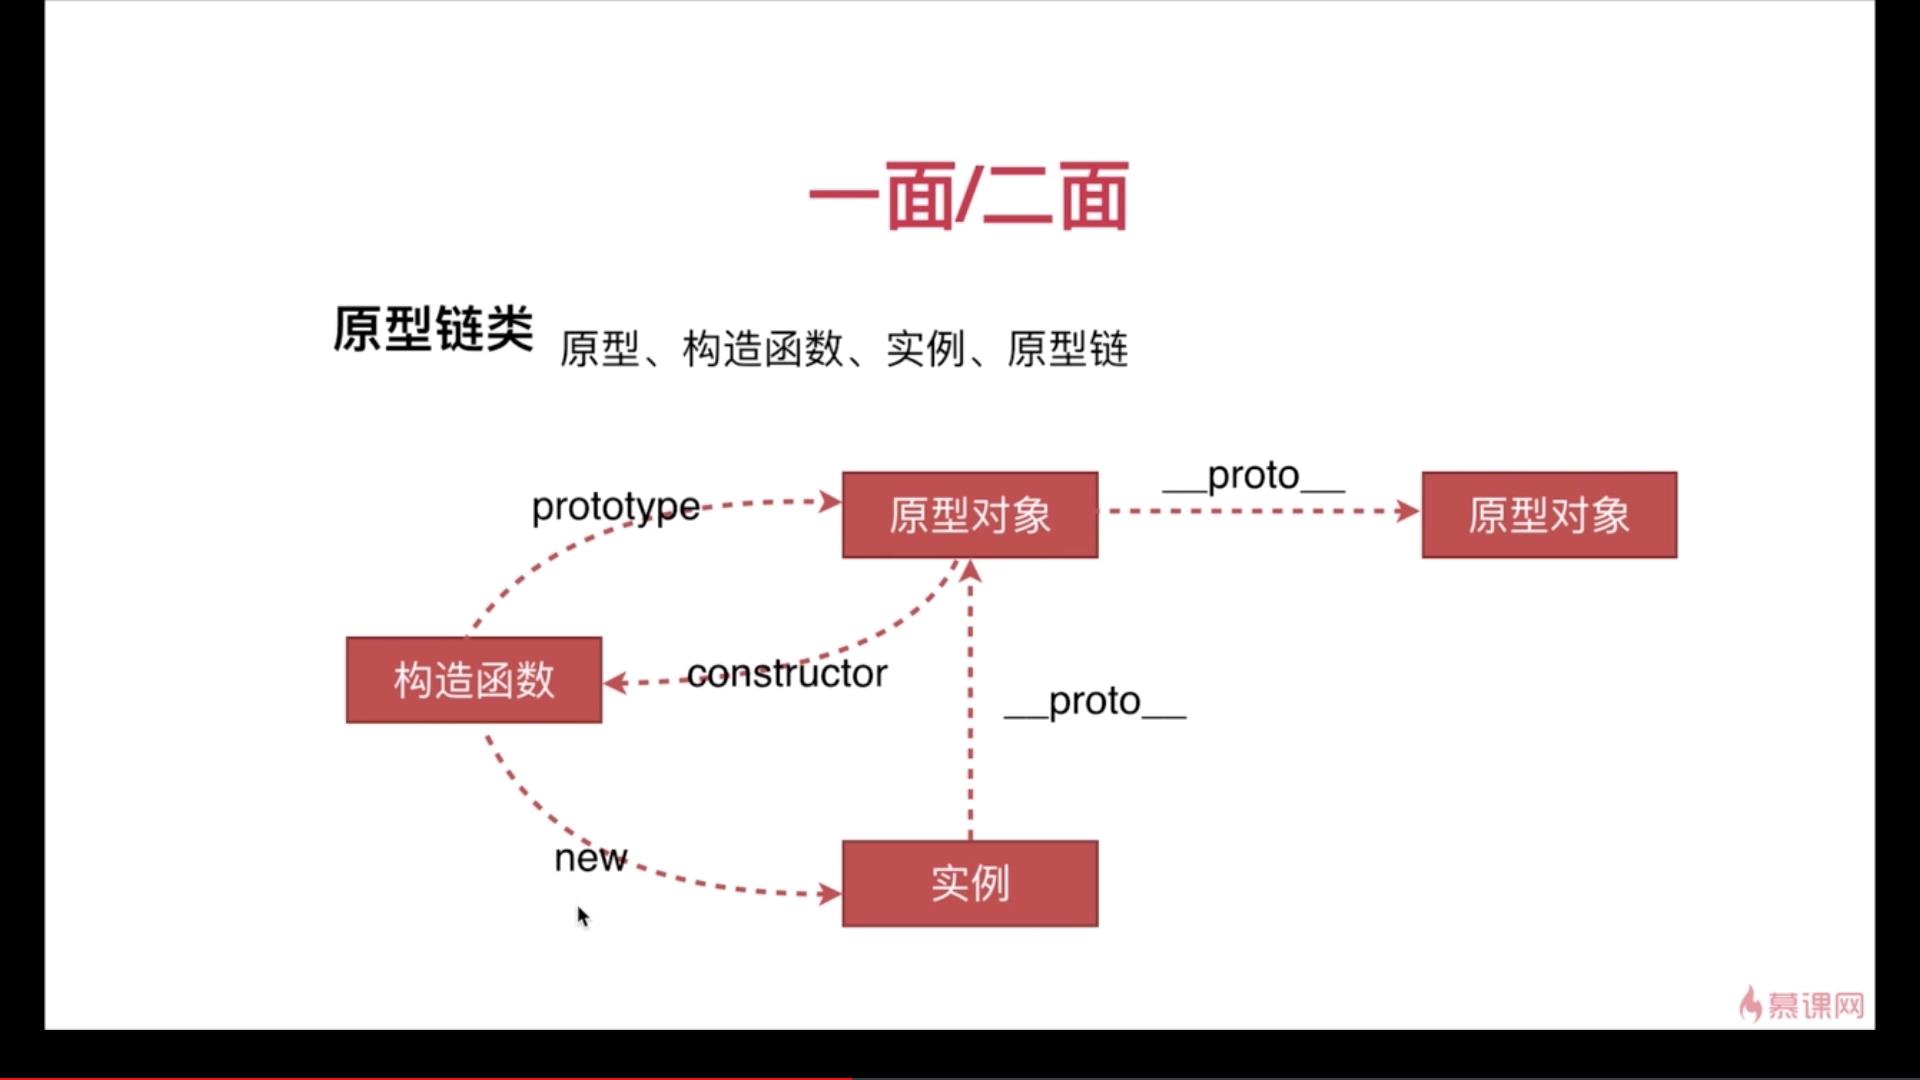 一面/二面
原型链类 原型、构造函数、实例、原型链
prototype
原型对象
__proto__
原型对象
构造函数
constructor
__proto__
new
实例
慕课网